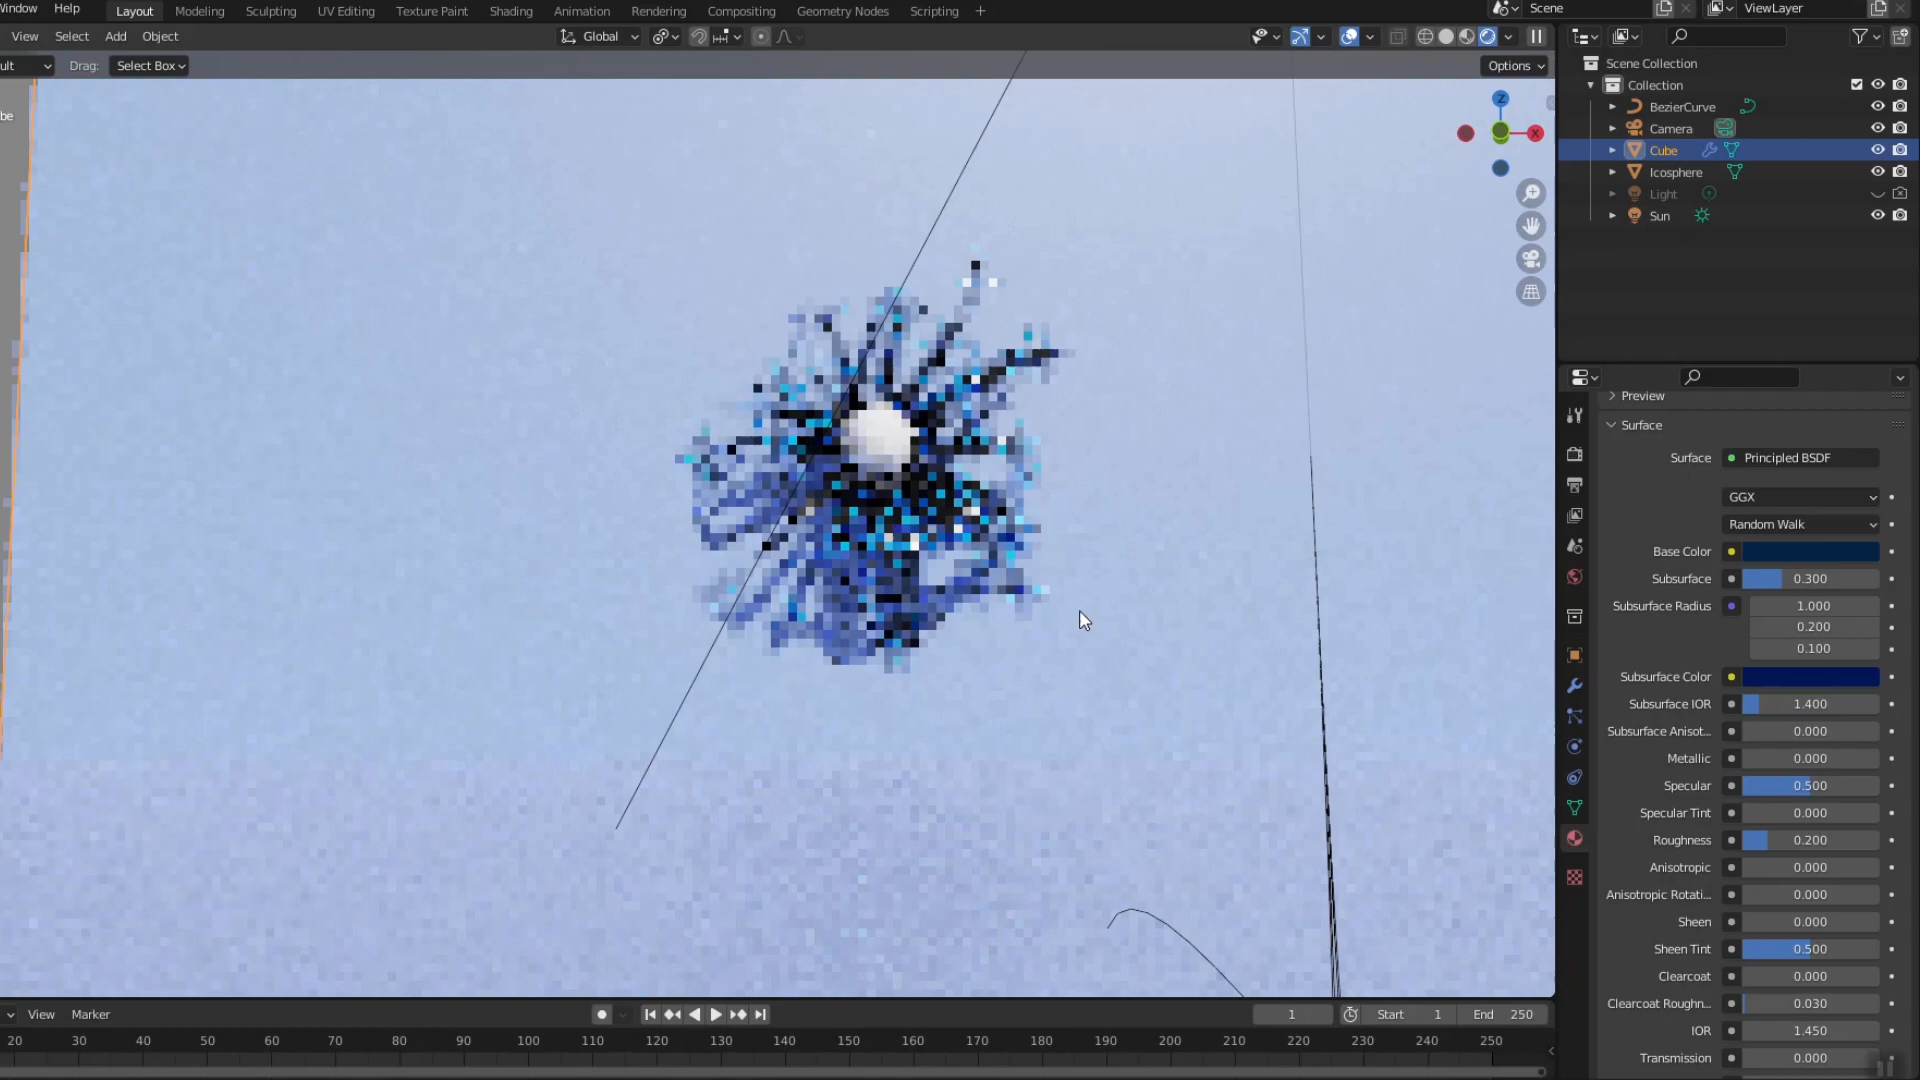 Window Help Layout Modeling Sculpting UV Editing Texture Paint Shading Animation Rendering Compositing Geometry Nodes Scripting + Scene ViewLayer
View Select Add Object Global
ult Drag: Select Box Options
be
Z
X
Scene Collection
Collection
BezierCurve
Camera
Cube
Icosphere
Light
Sun
Preview
Surface
Surface Principled BSDF
GGX
Random Walk
Base Color
Subsurface 0.300
Subsurface Radius 1.000
0.200
0.100
Subsurface Color
Subsurface IOR 1.400
Subsurface Anisot... 0.000
Metallic 0.000
Specular 0.500
Specular Tint 0.000
Roughness 0.200
Anisotropic 0.000
Anisotropic Rotati... 0.000
Sheen 0.000
Sheen Tint 0.500
Clearcoat 0.000
Clearcoat Roughn... 0.030
IOR 1.450
Transmission 0.000
View Marker 1 Start 1 End 250
20 30 40 50 60 70 80 90 100 110 120 130 140 150 160 170 180 190 200 210 220 230 240 250